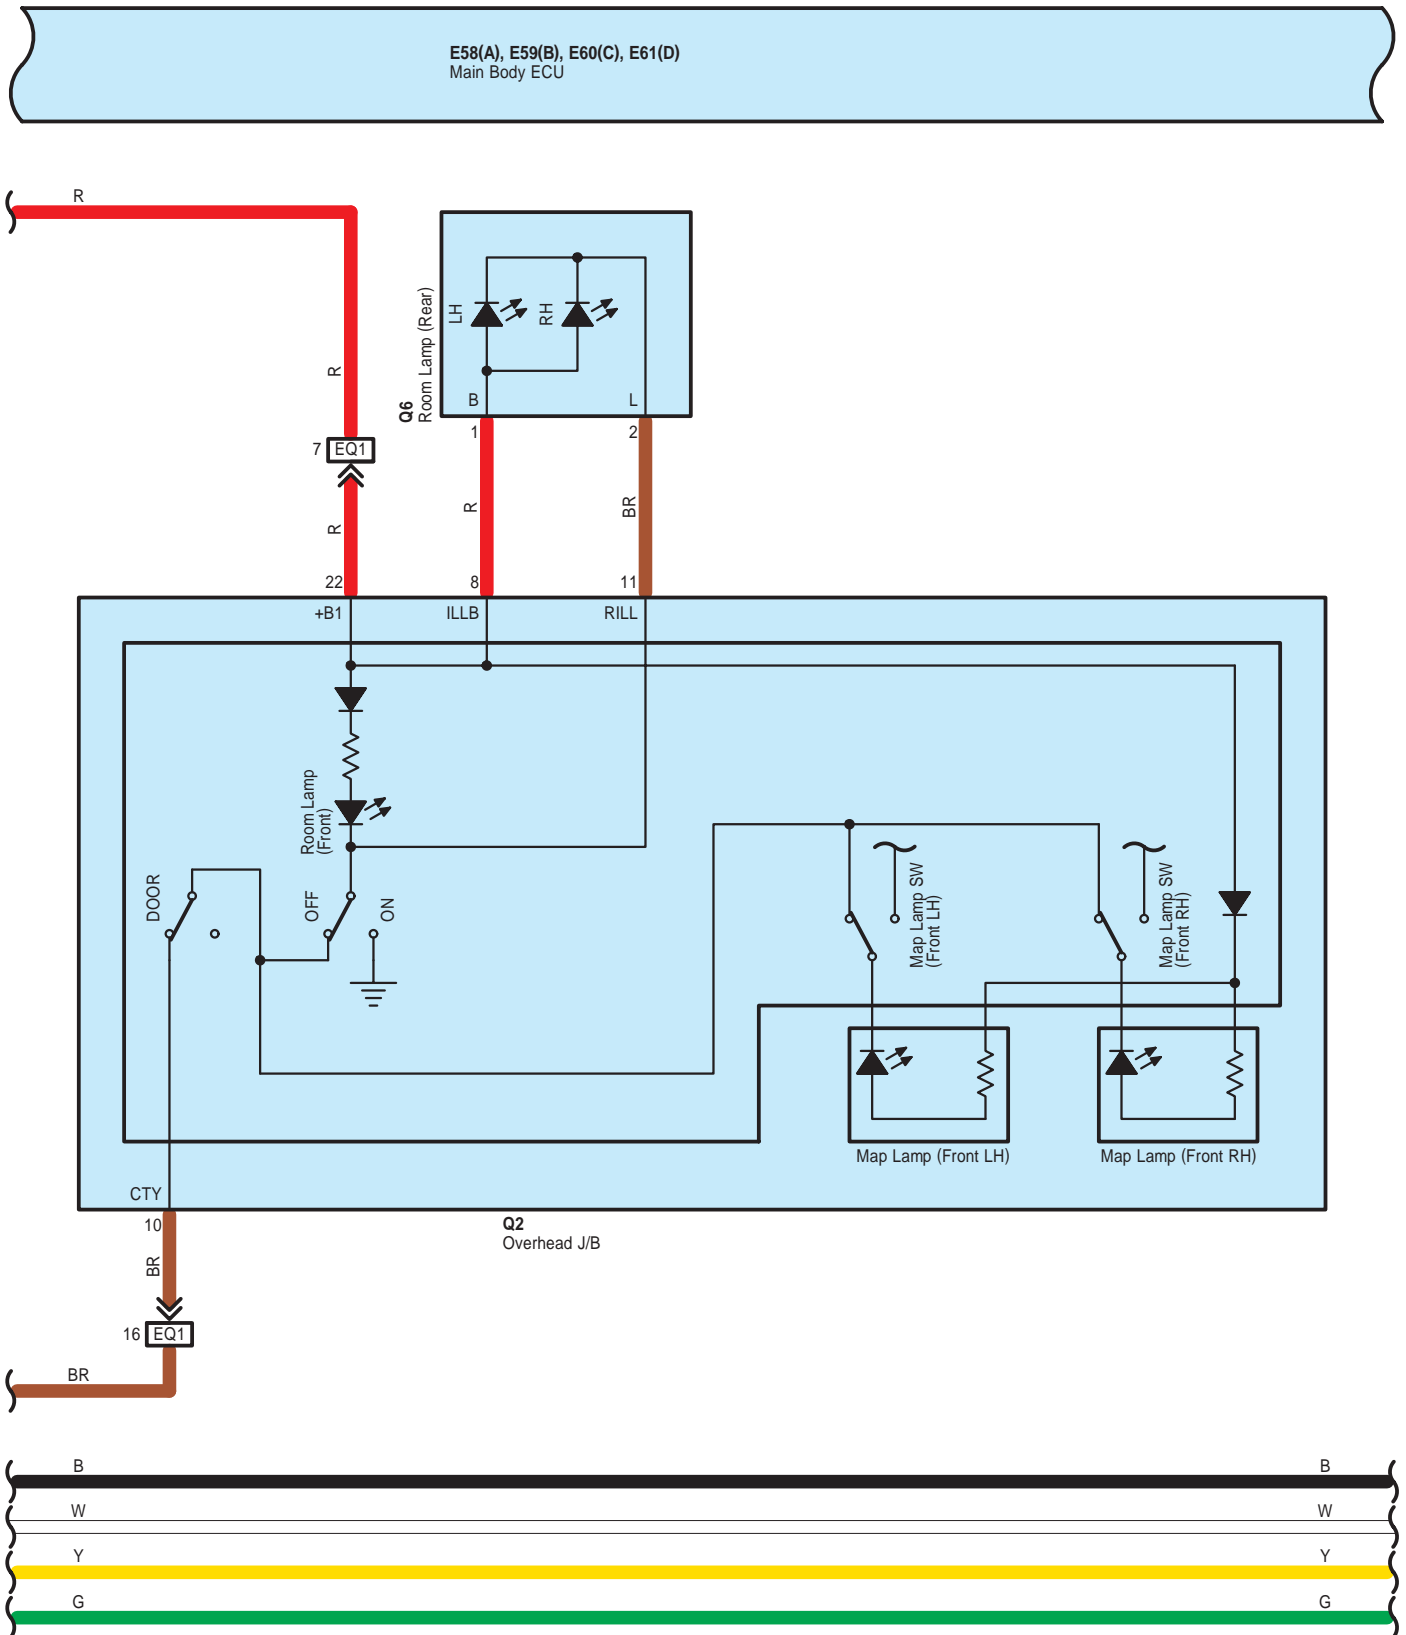 E58(A), E59(B), E60(C), E61(D)
Main Body ECU
R
LH
RH
Q6
Room Lamp (Rear)
R
B
L
7
EQ1
1
2
R
R
BR
22
8
11
+B1
ILLB
RILL
Room Lamp
(Front)
DOOR
OFF
ON
Map Lamp SW
(Front LH)
Map Lamp SW
(Front RH)
Map Lamp (Front LH)
Map Lamp (Front RH)
CTY
10
Q2
Overhead J/B
BR
16
EQ1
BR
B
B
W
W
Y
Y
G
G